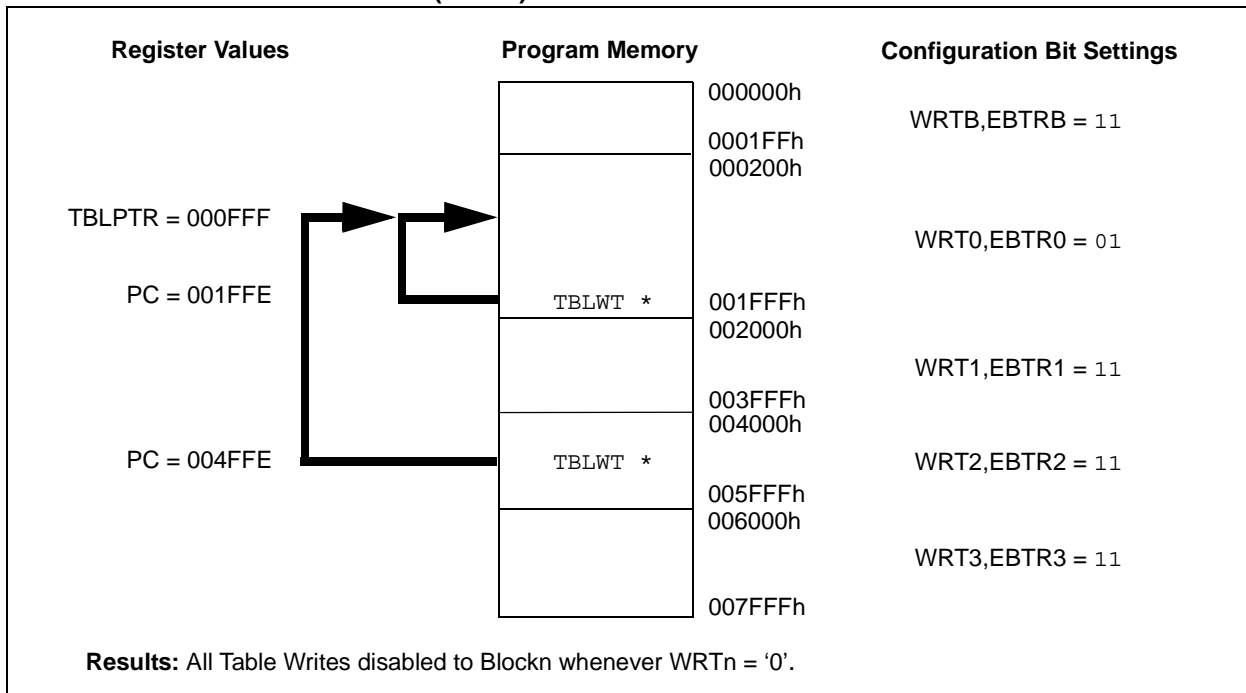 Register Values Program Memory Configuration Bit Settings
000000h
WRTB,EBTRB = 11
0001FFh
000200h
TBLPTR = 000FFF
WRT0,EBTR0 = 01
PC = 001FFE
TBLWT *
001FFFh
002000h
WRT1,EBTR1 = 11
003FFFh
004000h
PC = 004FFE
TBLWT *
WRT2,EBTR2 = 11
005FFFh
006000h
WRT3,EBTR3 = 11
007FFFh
Results: All Table Writes disabled to Blockn whenever WRTn = ‘0’.